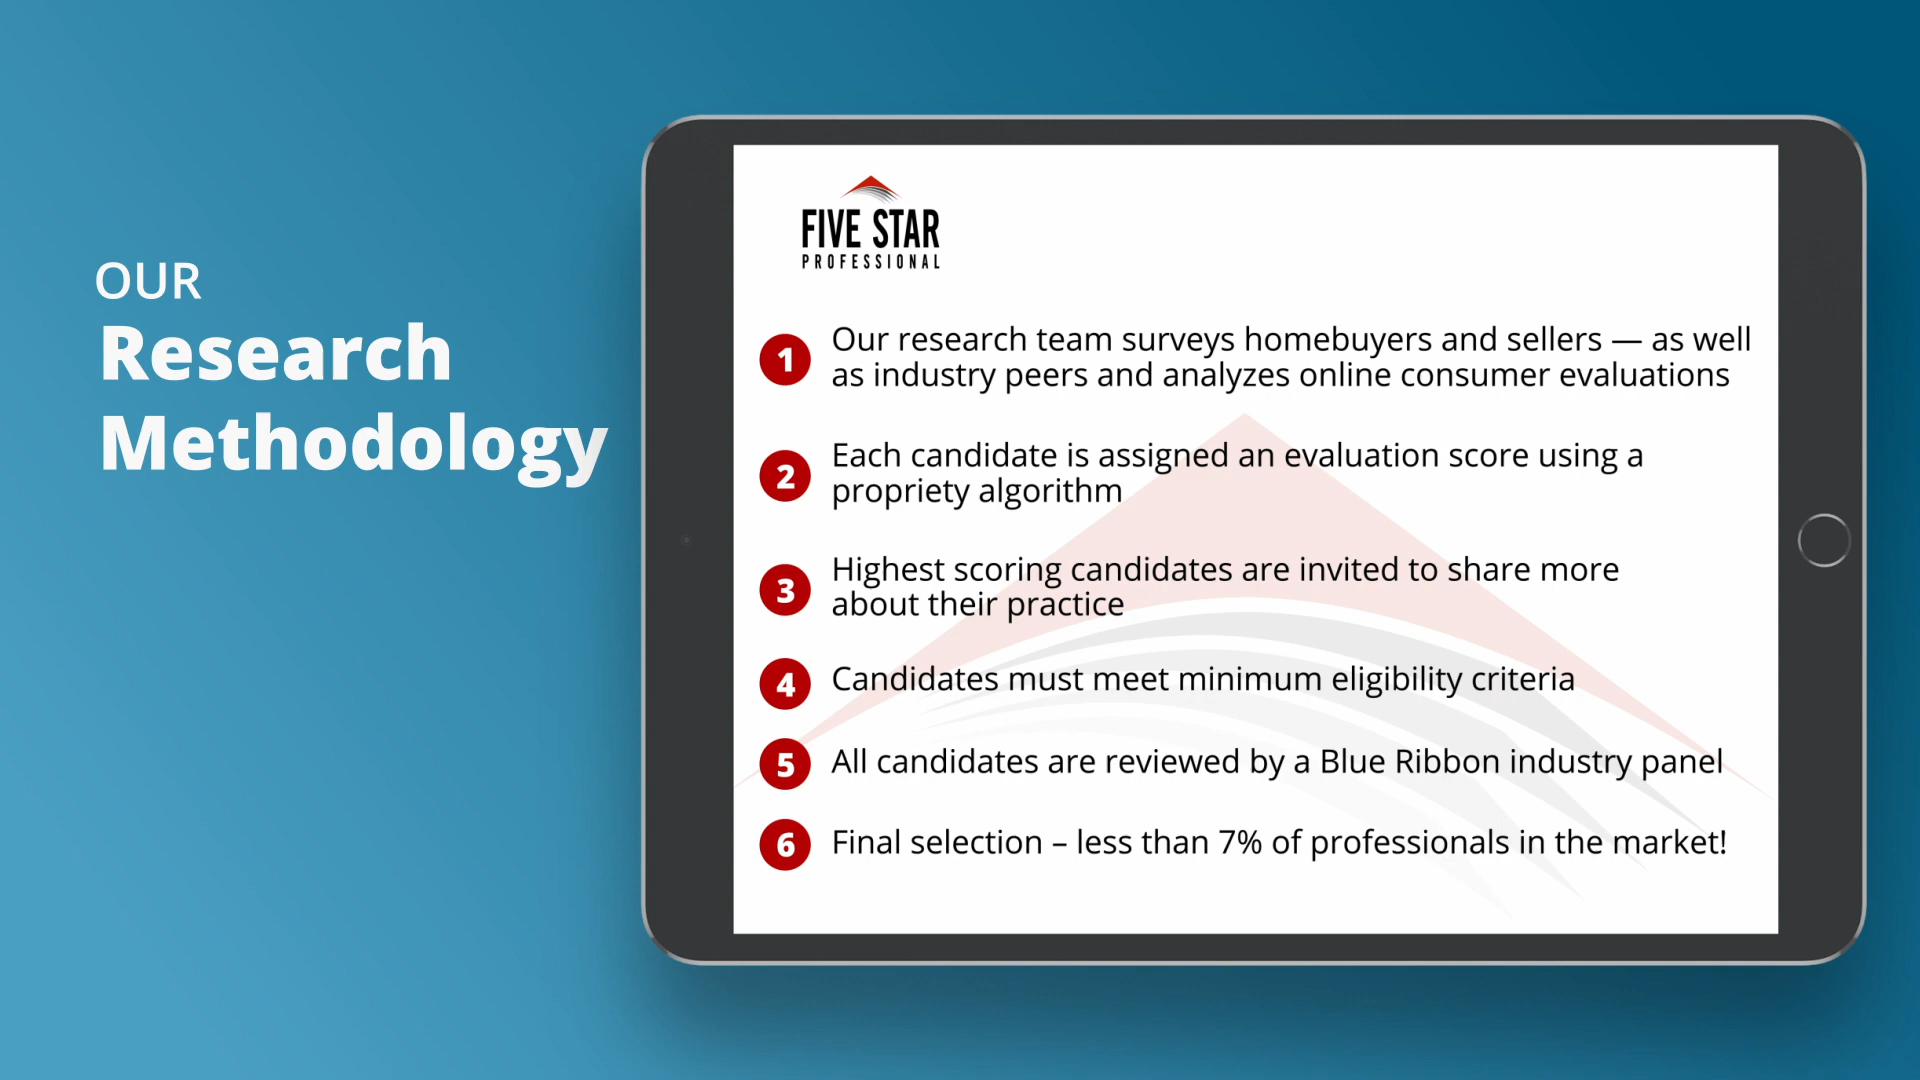 OUR
Research
Methodology
FIVE STAR
PROFESSIONAL
1 Our research team surveys homebuyers and sellers — as well
as industry peers and analyzes online consumer evaluations
2 Each candidate is assigned an evaluation score using a
propriety algorithm
3 Highest scoring candidates are invited to share more
about their practice
4 Candidates must meet minimum eligibility criteria
5 All candidates are reviewed by a Blue Ribbon industry panel
6 Final selection – less than 7% of professionals in the market!